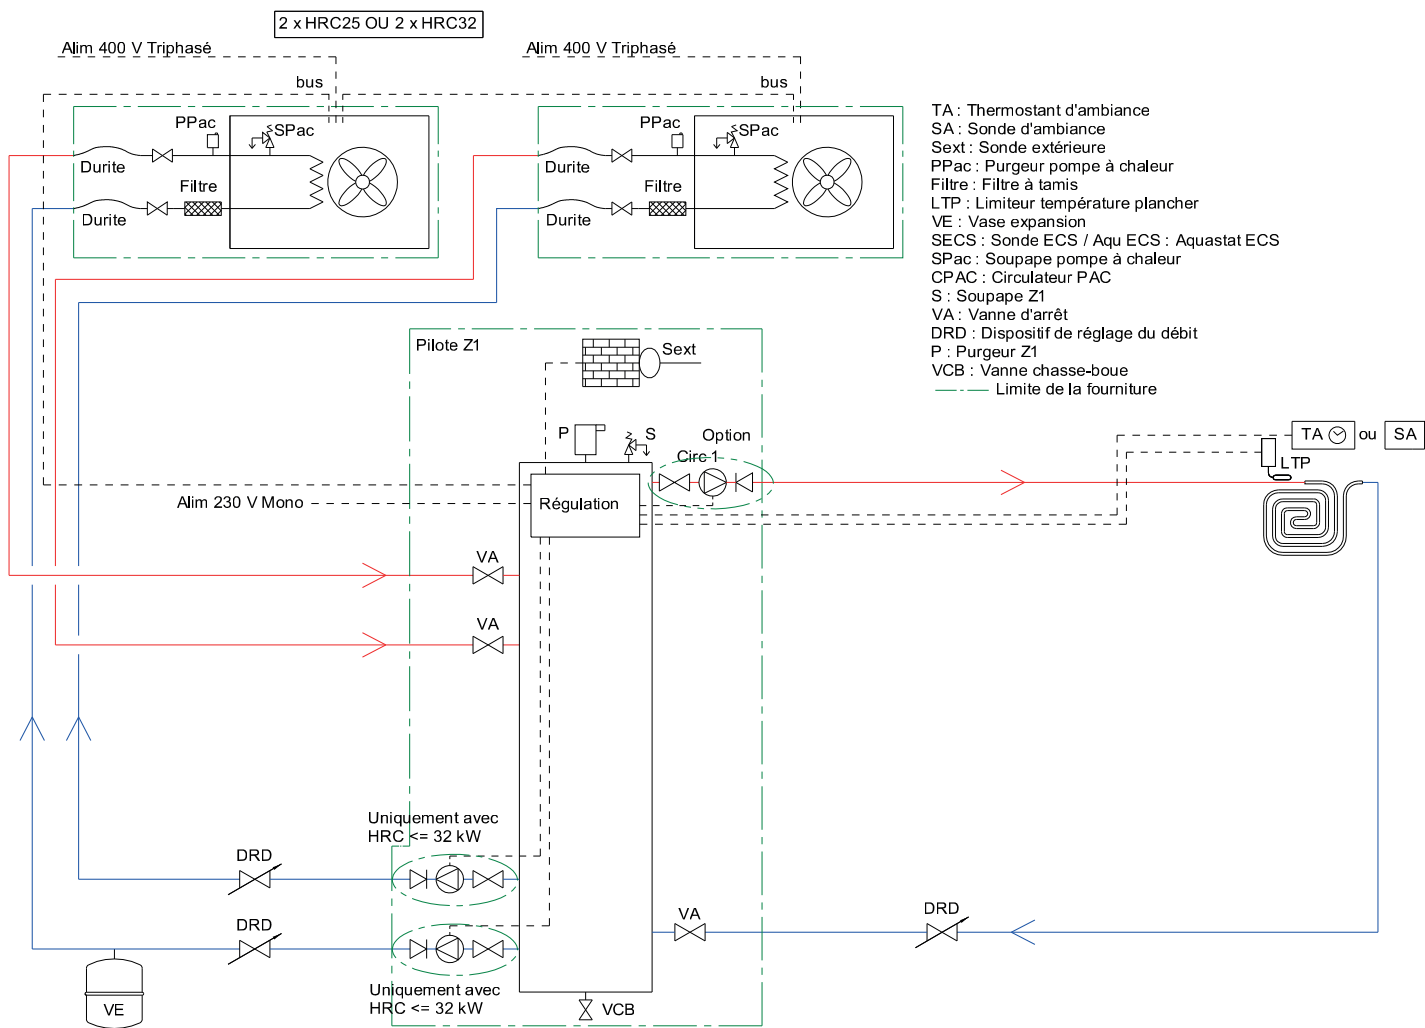 2 x HRC25 OU 2 x HRC32
Alim 400 V Triphasé
Alim 400 V Triphasé
bus
bus
PPac
SPac
Durite
Filtre
Durite
PPac
SPac
Durite
Filtre
Durite
TA : Thermostant d'ambiance
SA : Sonde d'ambiance
Sext : Sonde extérieure
PPac : Purgeur pompe à chaleur
Filtre : Filtre à tamis
LTP : Limiteur température plancher
VE : Vase expansion
SECS : Sonde ECS / Aqu ECS : Aquastat ECS
SPac : Soupape pompe à chaleur
CPAC : Circulateur PAC
S : Soupape Z1
VA : Vanne d'arrêt
DRD : Dispositif de réglage du débit
P : Purgeur Z1
VCB : Vanne chasse-boue
Limite de la fourniture
Pilote Z1
Sext
P
S
Option
Circ 1
TA ou SA
LTP
Alim 230 V Mono
Régulation
VA
VA
Uniquement avec
HRC <= 32 kW
DRD
DRD
VA
DRD
Uniquement avec
HRC <= 32 kW
VE
VCB